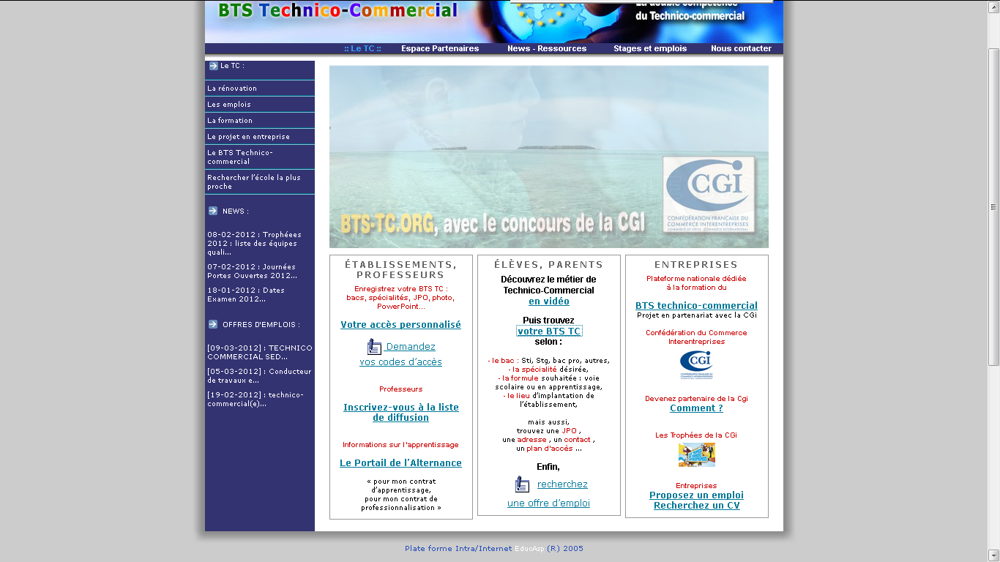 BTS Technico-Commercial
La double compétence
du Technico-commercial
:: Le TC ::
Espace Partenaires
News - Ressources
Stages et emplois
Nous contacter
Le TC :
La rénovation
Les emplois
La formation
Le projet en entreprise
Le BTS Technico-
commercial
Rechercher l'école la plus
proche
NEWS :
08-02-2012 : Trophéees
2012 : liste des équipes
quali...
07-02-2012 : Journées
Portes Ouvertes 2012...
18-01-2012 : Dates
Examen 2012...
OFFRES D'EMPLOIS :
[09-03-2012] : TECHNICO
COMMERCIAL SED...
[05-03-2012] : Conducteur
de travaux e...
[19-02-2012] : technico-
commercial(e)...
CGI
CONFÉDÉRATION FRANÇAISE DU
COMMERCE INTERENTREPRISES
COMMERCE DE GROS - COMMERCE INTERNATIONAL
BTS-TC.ORG, avec le concours de la CGI
ÉTABLISSEMENTS,
PROFESSEURS
Enregistrez votre BTS TC :
bacs, spécialités, JPO, photo,
PowerPoint...
Votre accès personnalisé
Demandez
vos codes d'accès
Professeurs
Inscrivez-vous à la liste
de diffusion
Informations sur l'apprentissage
Le Portail de l'Alternance
« pour mon contrat
d'apprentissage,
pour mon contrat de
professionnalisation »
ÉLÈVES, PARENTS
Découvrez le métier de
Technico-Commercial
en vidéo
Puis trouvez
votre BTS TC
selon :
- le bac : Sti, Stg, bac pro, autres,
- la spécialité désirée,
- la formule souhaitée : voie
scolaire ou en apprentissage,
- le lieu d'implantation de
l'établissement,
mais aussi,
trouvez une JPO ,
une adresse , un contact ,
un plan d'accès ...
Enfin,
recherchez
une offre d'emploi
ENTREPRISES
Plateforme nationale dédiée
à la formation du
BTS technico-commercial
Projet en partenariat avec la CGi
Confédération du Commerce
Interentreprises
CGI
Devenez partenaire de la Cgi
Comment ?
Les Trophées de la CGi
Entreprises
Proposez un emploi
Recherchez un CV
Plate forme Intra/Internet EducAsp (R) 2005